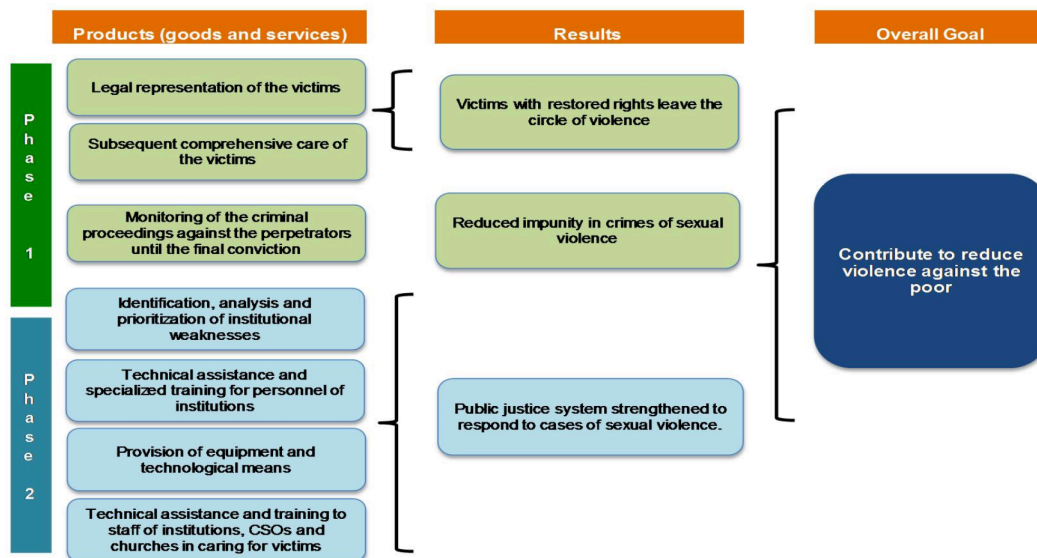 Products (goods and services)
Results
Overall Goal
Phase 1
Legal representation of the victims
Subsequent comprehensive care of
the victims
Monitoring of the criminal
proceedings against the perpetrators
until the final conviction
Victims with restored rights leave the
circle of violence
Reduced impunity in crimes of sexual
violence
Phase 2
Identification, analysis and
prioritization of institutional
weaknesses
Technical assistance and
specialized training for personnel of
institutions
Provision of equipment and
technological means
Technical assistance and training to
staff of institutions, CSOs and
churches in caring for victims
Public justice system strengthened to
respond to cases of sexual violence.
Contribute to reduce
violence against the
poor